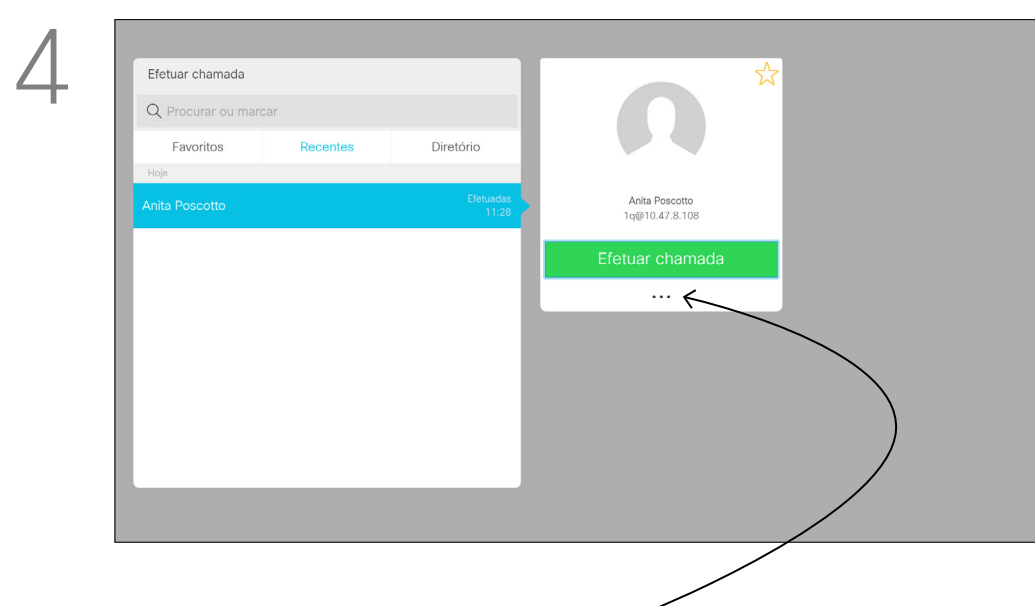 4
Efetuar chamada
Procurar ou marcar
Favoritos Recentes Diretório
Hoje
Anita Poscotto
Efetuadas
11:28
Anita Poscotto
1q@10.47.8.108
Efetuar chamada
...